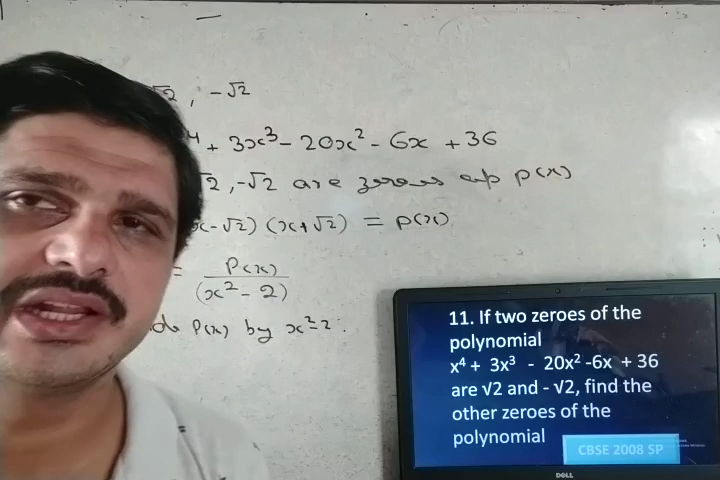 √2, -√2
4 + 3x³ - 20x² - 6x + 36
√2, -√2 are zeroes of p(x)
x-√2) (x+√2) = p(x)
= P(x)
(x² - 2)
P(x) by x²-2.
11. If two zeroes of the
polynomial
x⁴ + 3x³ - 20x² -6x + 36
are √2 and - √2, find the
other zeroes of the
polynomial
CBSE 2008 SP
DELL